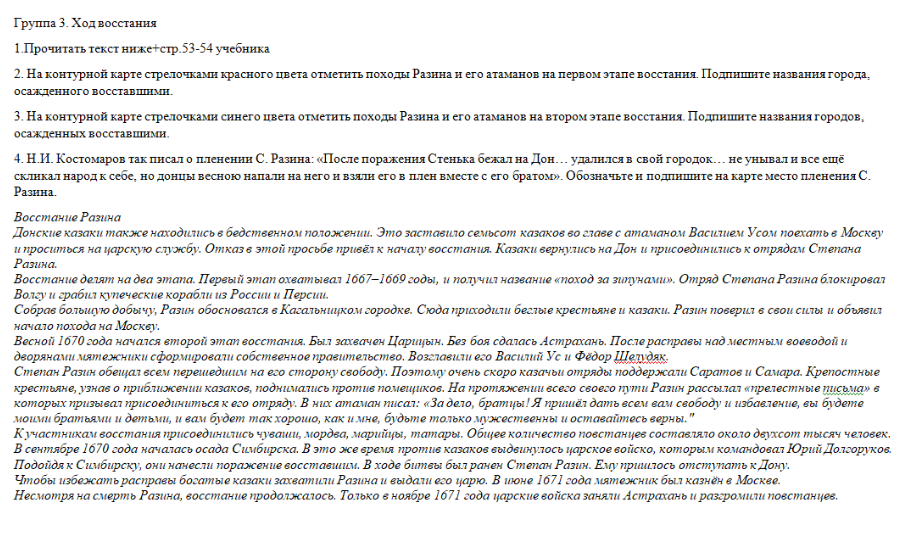 Группа 3. Ход восстания
1.Прочитать текст ниже+стр.53-54 учебника
2. На контурной карте стрелочками красного цвета отметить походы Разина и его атаманов на первом этапе восстания. Подпишите названия города,
осажденного восставшими.
3. На контурной карте стрелочками синего цвета отметить походы Разина и его атаманов на втором этапе восстания. Подпишите названия городов,
осажденных восставшими.
4. Н.И. Костомаров так писал о пленении С. Разина: «После поражения Стенька бежал на Дон… удалился в свой городок… не унывал и все ещё
скликал народ к себе, но донцы весною напали на него и взяли его в плен вместе с его братом». Обозначьте и подпишите на карте место пленения С.
Разина.
Восстание Разина
Донские казаки также находились в бедственном положении. Это заставило семьсот казаков во главе с атаманом Василием Усом поехать в Москву
и проситься на царскую службу. Отказ в этой просьбе привёл к началу восстания. Казаки вернулись на Дон и присоединились к отрядам Степана
Разина.
Восстание делят на два этапа. Первый этап охватывал 1667–1669 годы, и получил название «поход за зипунами». Отряд Степана Разина блокировал
Волгу и грабил купеческие корабли из России и Персии.
Собрав большую добычу, Разин обосновался в Кагальницком городке. Сюда приходили беглые крестьяне и казаки. Разин поверил в свои силы и объявил
начало похода на Москву.
Весной 1670 года начался второй этап восстания. Был захвачен Царицын. Без боя сдалась Астрахань. После расправы над местным воеводой и
дворянами мятежники сформировали собственное правительство. Возглавили его Василий Ус и Фёдор Шелудяк.
Степан Разин обещал всем перешедшим на его сторону свободу. Поэтому очень скоро казачьи отряды поддержали Саратов и Самара. Крепостные
крестьяне, узнав о приближении казаков, поднимались против помещиков. На протяжении всего своего пути Разин рассылал «прелестные письма» в
которых призывал присоединиться к его отряду. В них атаман писал: «За дело, братцы! Я пришёл дать всем вам свободу и избавление, вы будете
моими братьями и детьми, и вам будет так хорошо, как и мне, будьте только мужественны и оставайтесь верны."
К участникам восстания присоединились чуваши, мордва, марийцы, татары. Общее количество повстанцев составляло около двухсот тысяч человек.
В сентябре 1670 года началась осада Симбирска. В это же время против казаков выдвинулось царское войско, которым командовал Юрий Долгоруков.
Подойдя к Симбирску, они нанесли поражение восставшим. В ходе битвы был ранен Степан Разин. Ему пришлось отступать к Дону.
Чтобы избежать расправы богатые казаки захватили Разина и выдали его царю. В июне 1671 года мятежник был казнён в Москве.
Несмотря на смерть Разина, восстание продолжалось. Только в ноябре 1671 года царские войска заняли Астрахань и разгромили повстанцев.